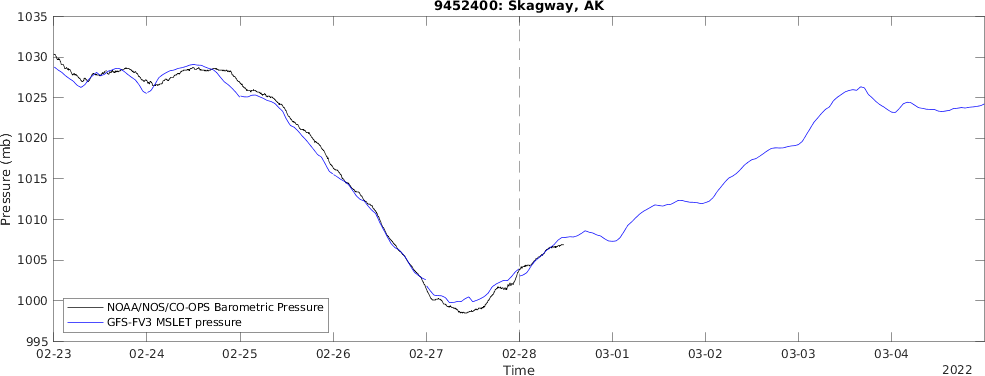 9452400: Skagway, AK
Pressure (mb)
1035
1030
1025
1020
1015
1010
1005
1000
995
NOAA/NOS/CO-OPS Barometric Pressure
GFS-FV3 MSLET pressure
02-23 02-24 02-25 02-26 02-27 02-28 03-01 03-02 03-03 03-04
Time
2022